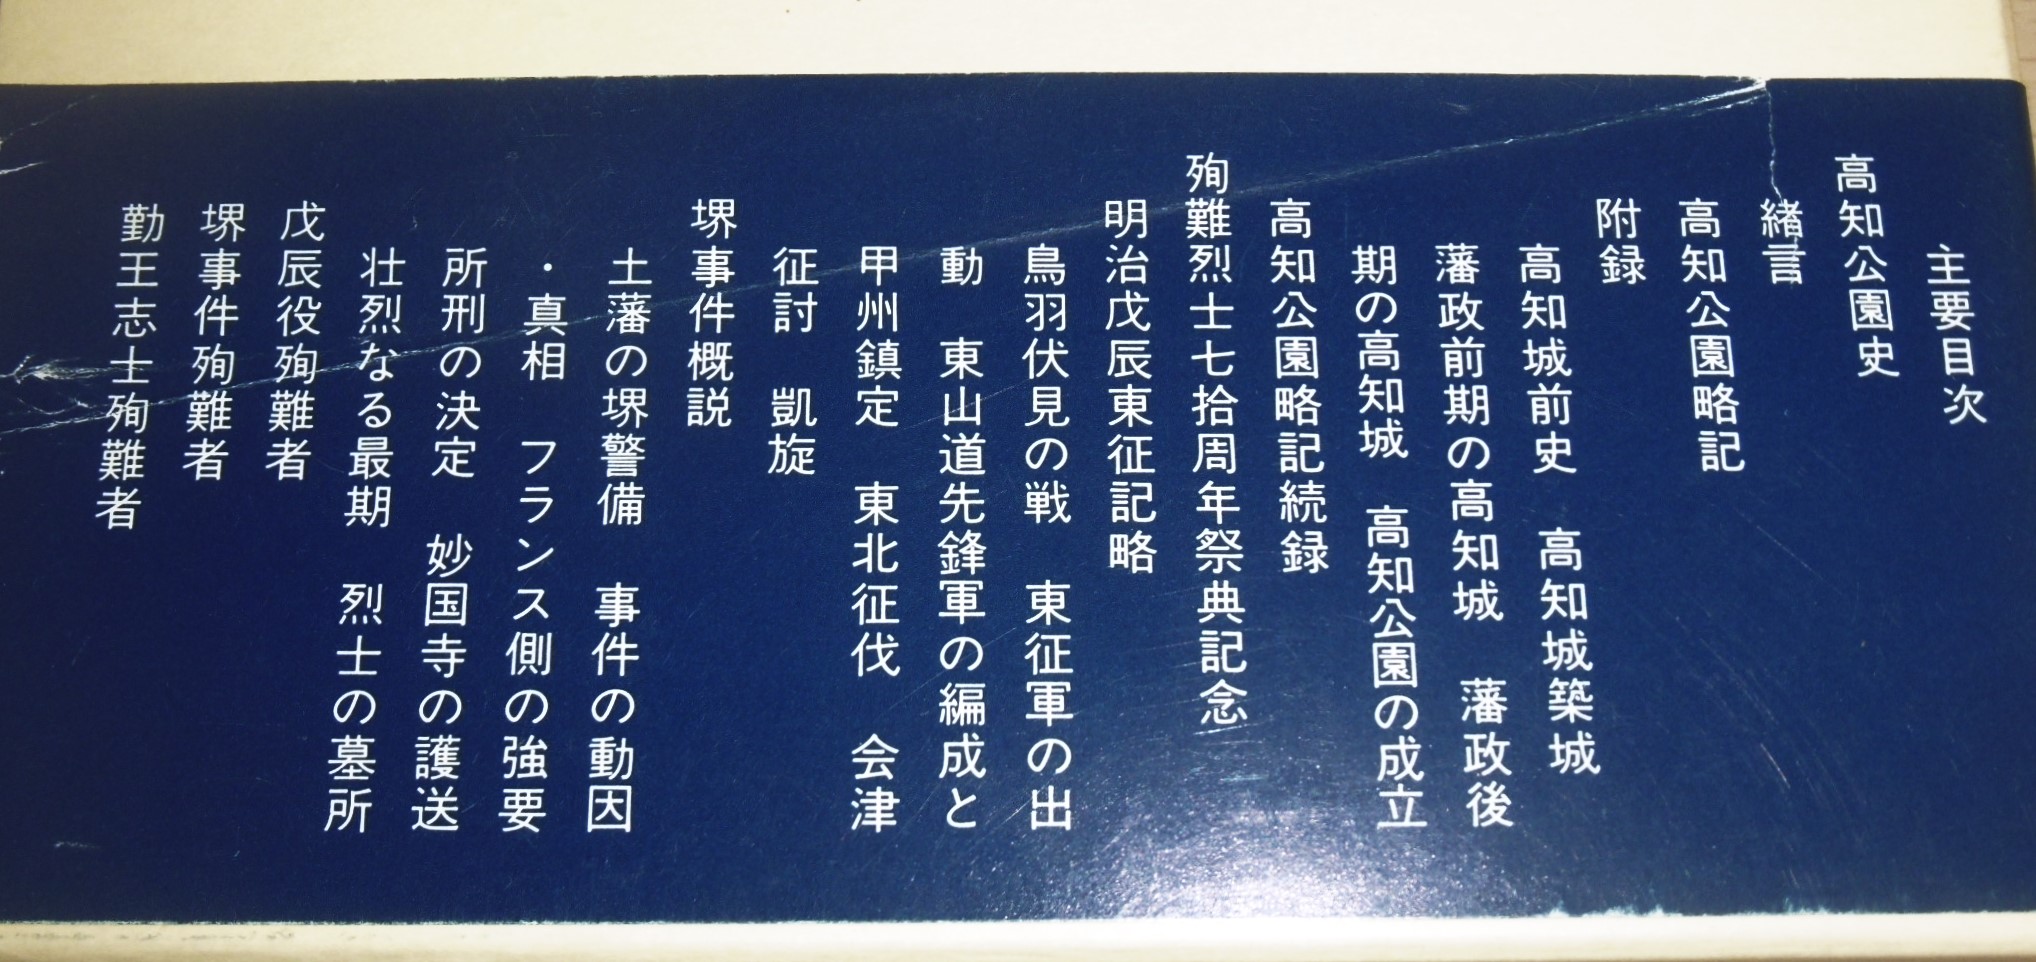 主要目次
高知公園史
緒言
高知公園略記
附録
高知城前史　高知城築城
藩政前期の高知城　藩政後
期の高知城　高知公園の成立
高知公園略記続録
殉難烈士七拾周年祭典記念
明治戊辰東征記略
鳥羽伏見の戦　東征軍の出
動　東山道先鋒軍の編成と
甲州鎮定　東北征伐　会津
征討　凱旋
堺事件概説
土藩の堺警備　事件の動因
・真相　フランス側の強要
所刑の決定　妙国寺の護送
壮烈なる最期　烈士の墓所
戊辰役殉難者
堺事件殉難者
勤王志士殉難者